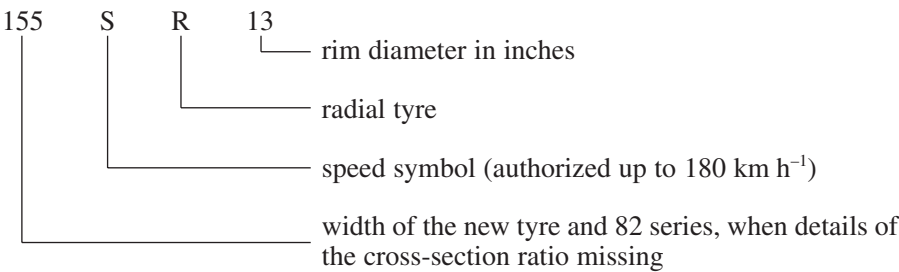 155 S R 13
rim diameter in inches
radial tyre
speed symbol (authorized up to 180 km h⁻¹)
width of the new tyre and 82 series, when details of
the cross-section ratio missing